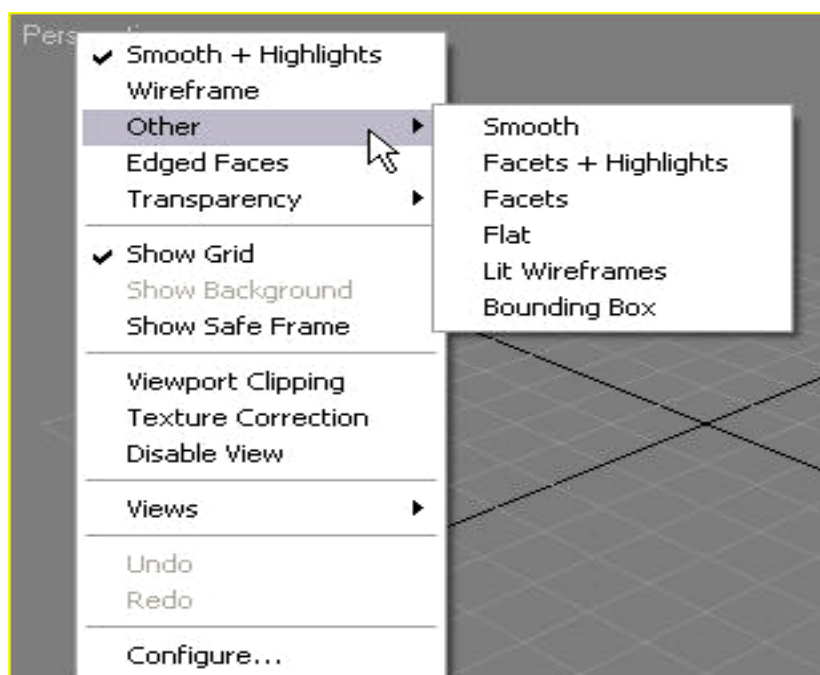 Smooth + Highlights
Wireframe
Other
Edged Faces
Transparency
Show Grid
Show Background
Show Safe Frame
Viewport Clipping
Texture Correction
Disable View
Views
Undo
Redo
Configure...
Smooth
Facets + Highlights
Facets
Flat
Lit Wireframes
Bounding Box